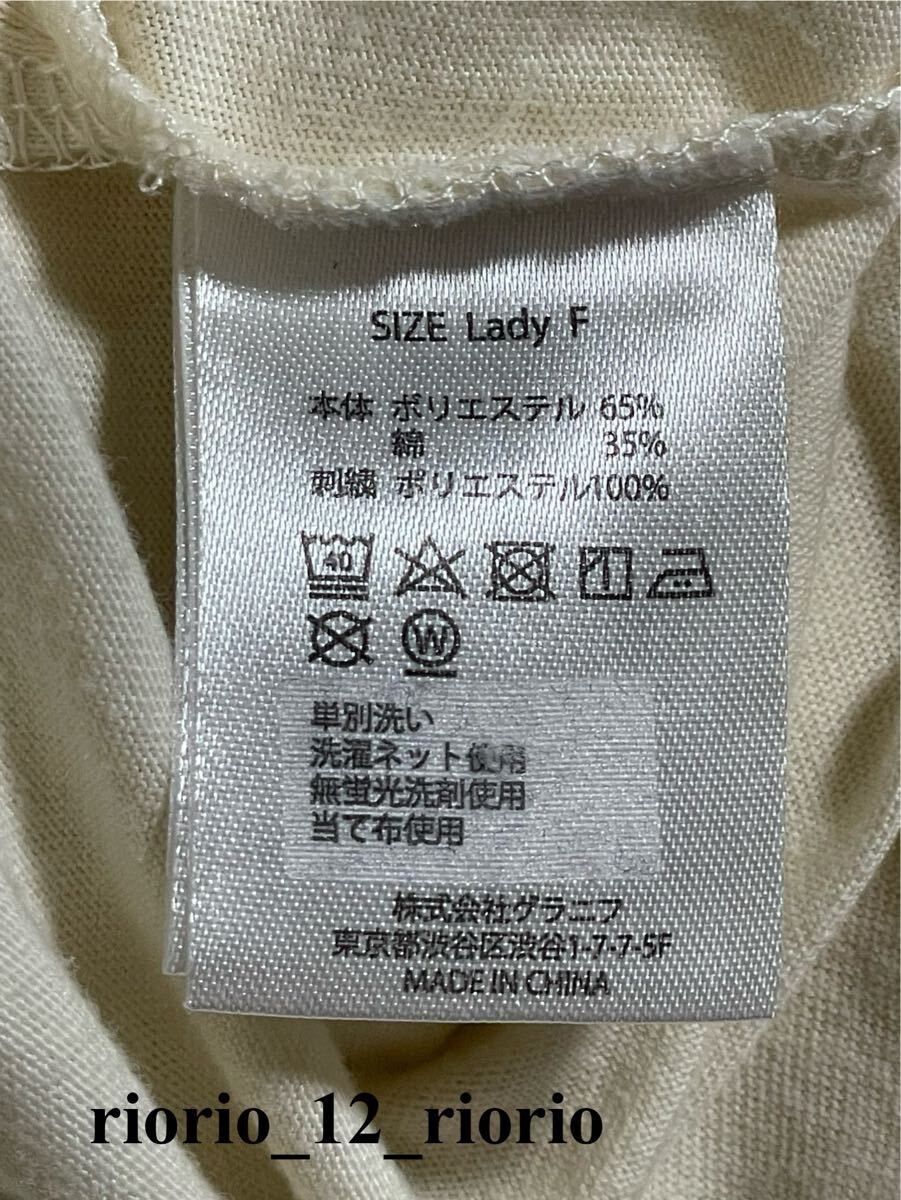 SIZE Lady F
本体 ポリエステル 65%
綿 35%
刺繍 ポリエステル100%
40
W
単別洗い
洗濯ネット使用
無蛍光洗剤使用
当て布使用
株式会社グラニフ
東京都渋谷区渋谷1-7-7-5F
MADE IN CHINA
riorio_12_riorio